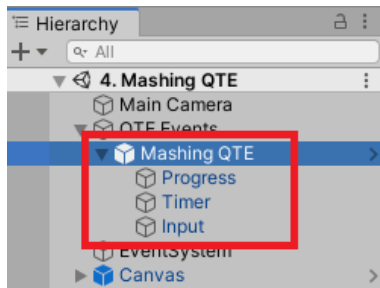 Hierarchy
All
4. Mashing QTE
Main Camera
QTE Events
Mashing QTE
Progress
Timer
Input
EventSystem
Canvas